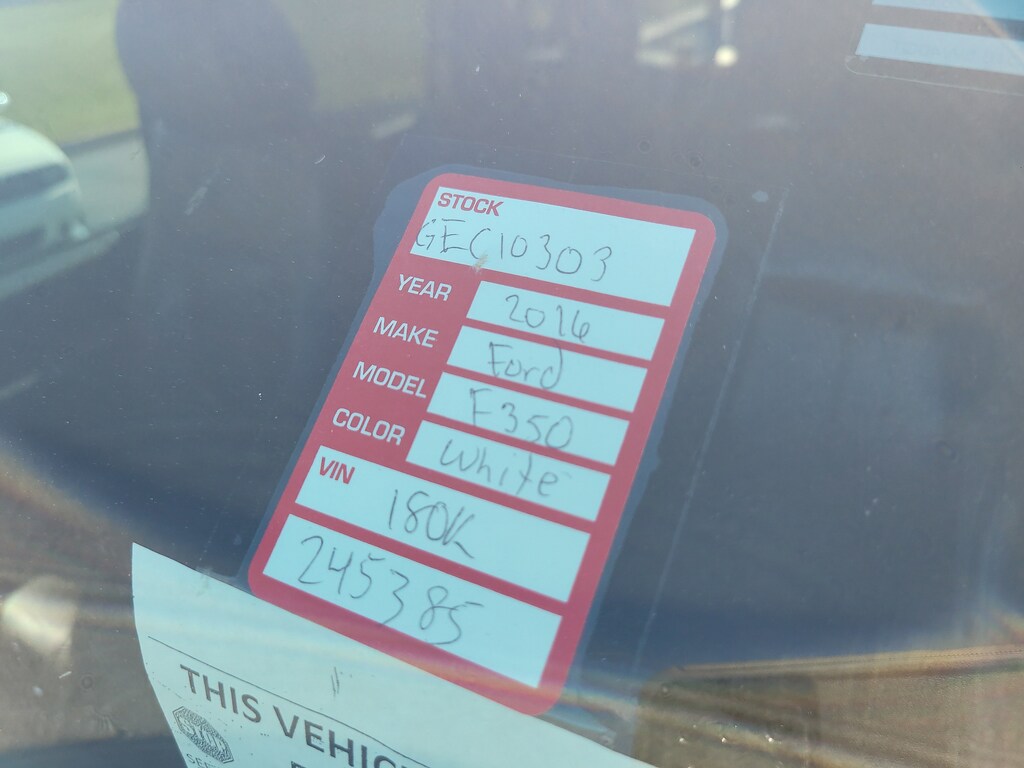 STOCK
GEC10303
YEAR 2016
MAKE Ford
MODEL F350
COLOR White
VIN
180K
245385
THIS VEHIC